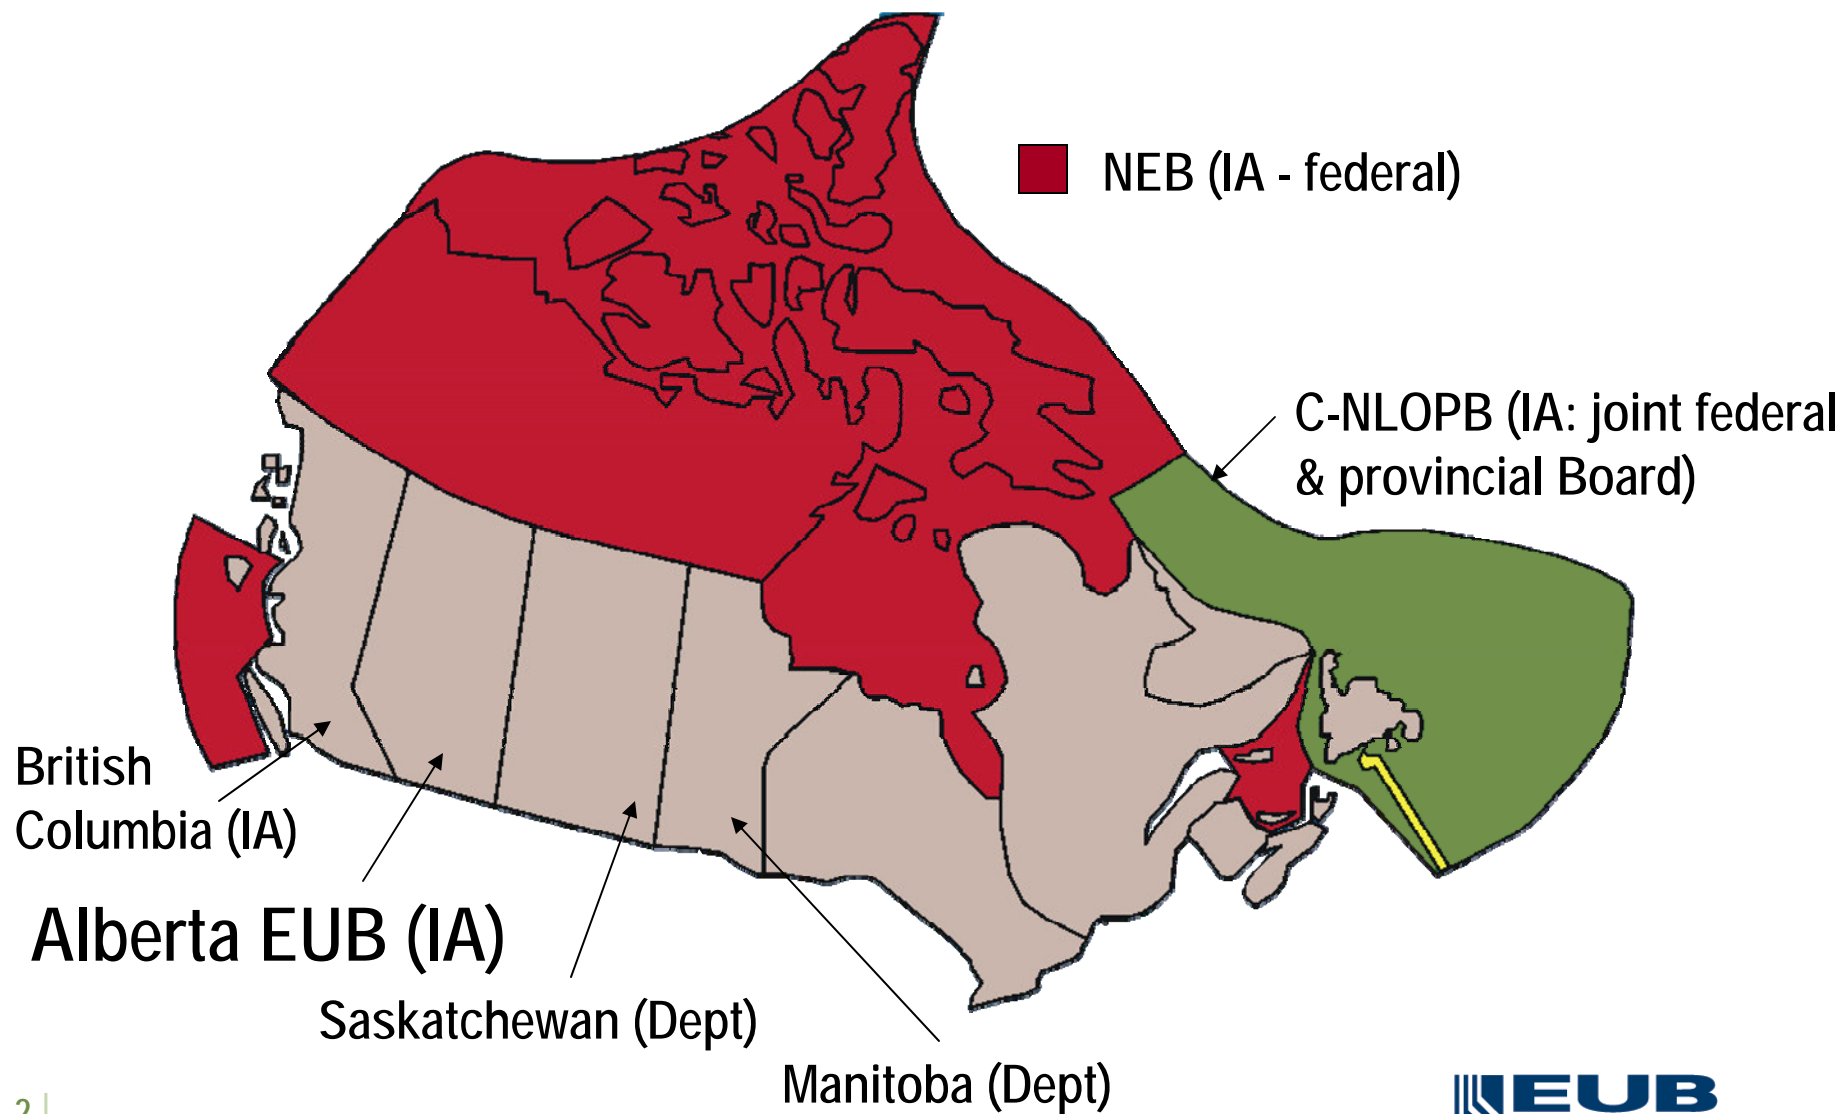 NEB (IA - federal)
C-NLOPB (IA: joint federal
& provincial Board)
British
Columbia (IA)
Alberta EUB (IA)
Saskatchewan (Dept)
Manitoba (Dept)
2
EUB